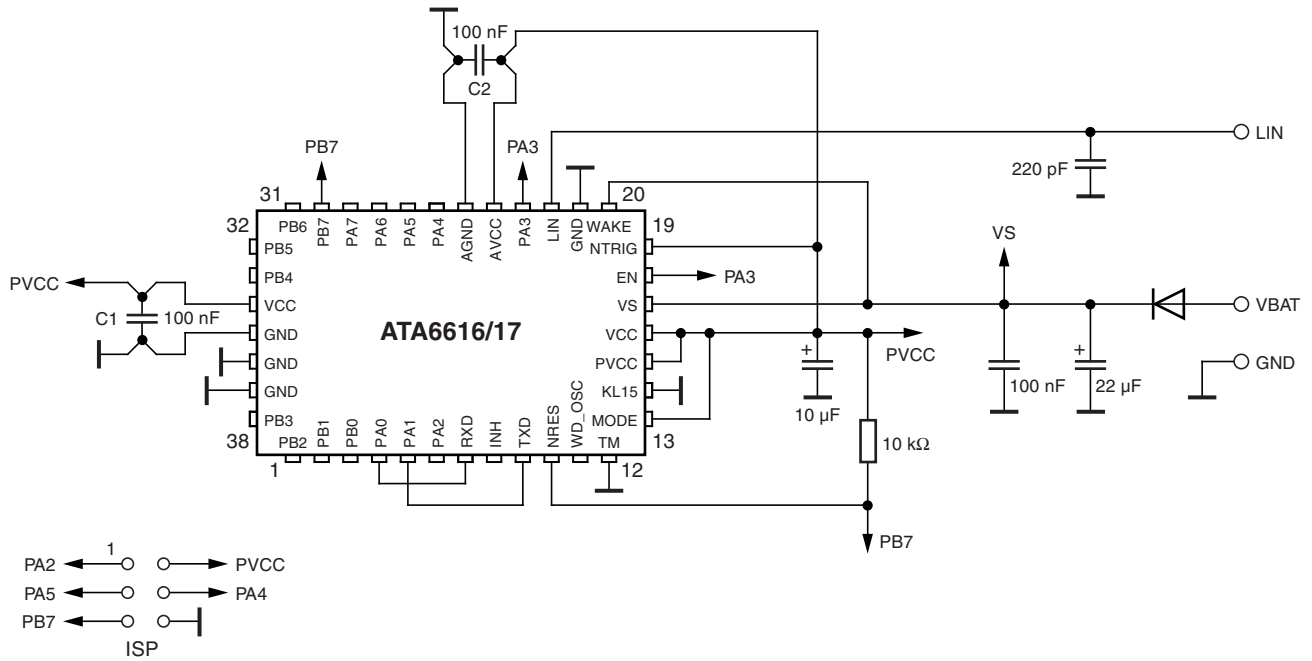 100 nF
C2
LIN
PB7
PA3
220 pF
31
20
PB6
PB7
PA7
PA6
PA5
PA4
AGND
AVCC
PA3
LIN
GND
WAKE
32
19
PB5
NTRIG
VS
PB4
EN
PA3
PVCC
VCC
VS
VBAT
C1
100 nF
GND
ATA6616/17
VCC
PVCC
GND
PVCC
+
+
GND
GND
KL15
10 µF
100 nF
22 µF
PB3
MODE
38
13
10 kΩ
PB2
PB1
PB0
PA0
PA1
PA2
RXD
INH
TXD
NRES
WD_OSC
TM
1
12
PB7
1
PA2
PVCC
PA5
PA4
PB7
ISP